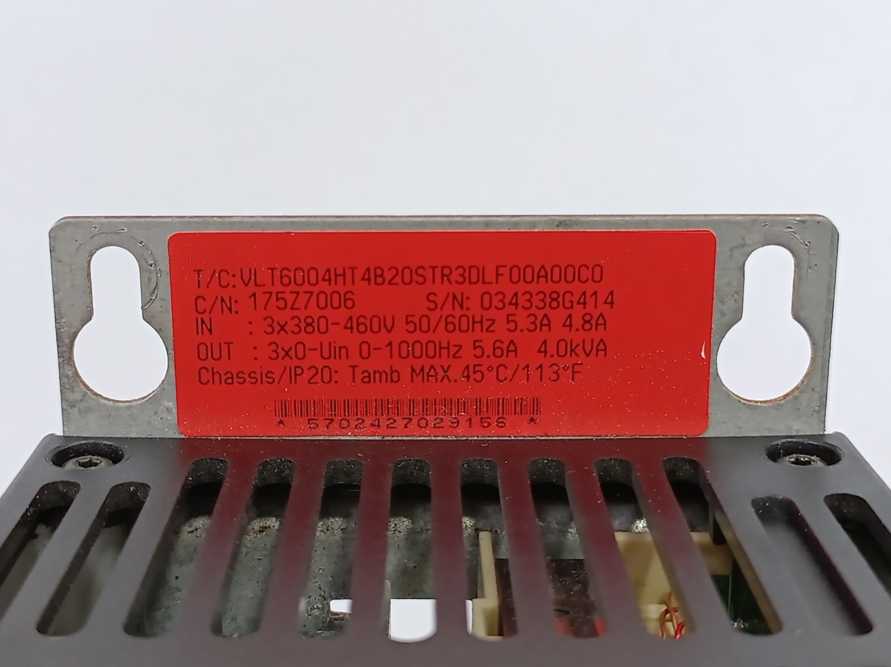 T/C:VLT6004HT4B20STR3DLF00A00C0
C/N: 175Z7006 S/N: 034338G414
IN : 3x380-460V 50/60Hz 5.3A 4.8A
OUT : 3x0-Uin 0-1000Hz 5.6A 4.0kVA
Chassis/IP20: Tamb MAX.45°C/113°F
* 5702427029156 *